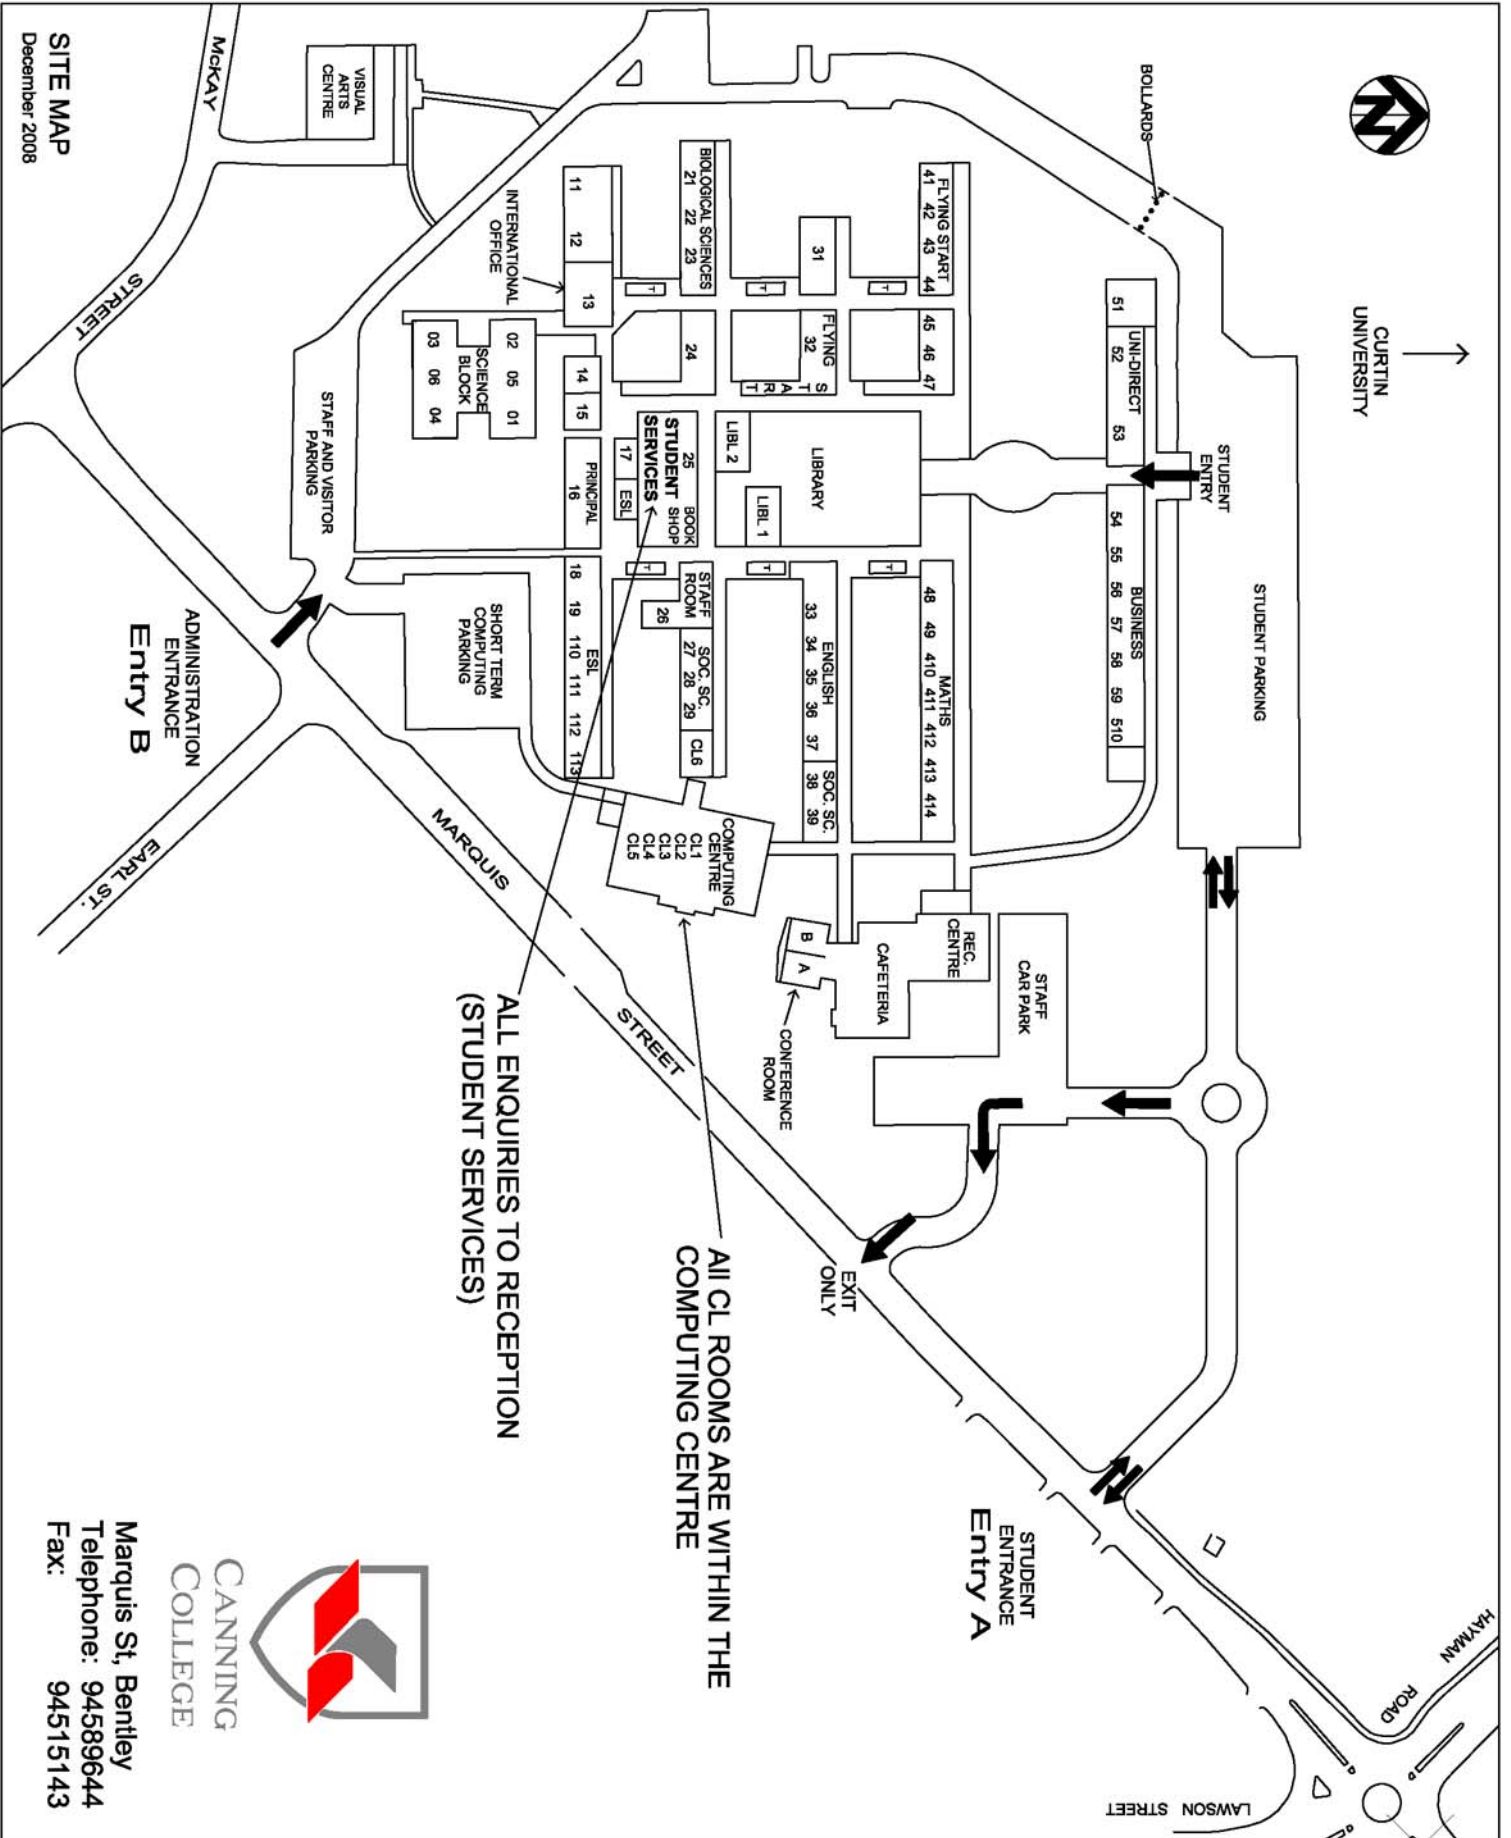 N
CURTIN
UNIVERSITY
BOLLARDS
STUDENT PARKING
STUDENT
ENTRY
51
UNI-DIRECT
52 53
BUSINESS
54 55 56 57 58 59 510
FLYING START
41 42 43 44
45 46 47
MATHS
48 49 410 411 412 413 414
31
FLYING
32
START
LIBRARY
LIBL 1
LIBL 2
ENGLISH
33 34 35 36 37
SOC. SC.
38 39
T
T
T
T
T
T
BIOLOGICAL SCIENCES
21 22 23
24
25
BOOK
SHOP
STUDENT
SERVICES
17
ESL
STAFF
ROOM
26
SOC. SC.
27 28 29
CL6
COMPUTING
CENTRE
CL1
CL2
CL3
CL4
CL5
REC.
CENTRE
CAFETERIA
B A
CONFERENCE
ROOM
STAFF
CAR PARK
11 12 13
14 15
PRINCIPAL
16
ESL
18 19 110 111 112 113
INTERNATIONAL
OFFICE
02 05 01
SCIENCE
BLOCK
03 06 04
SHORT TERM
COMPUTING
PARKING
STAFF AND VISITOR
PARKING
VISUAL
ARTS
CENTRE
McKAY
STREET
MARQUIS
STREET
EARL ST.
HAYMAN
ROAD
LAWSON STREET
EXIT
ONLY
STUDENT
ENTRANCE
Entry A
ADMINISTRATION
ENTRANCE
Entry B
All CL ROOMS ARE WITHIN THE
COMPUTING CENTRE
ALL ENQUIRIES TO RECEPTION
(STUDENT SERVICES)
SITE MAP
December 2008
CANNING
COLLEGE
Marquis St, Bentley
Telephone: 94589644
Fax: 94515143